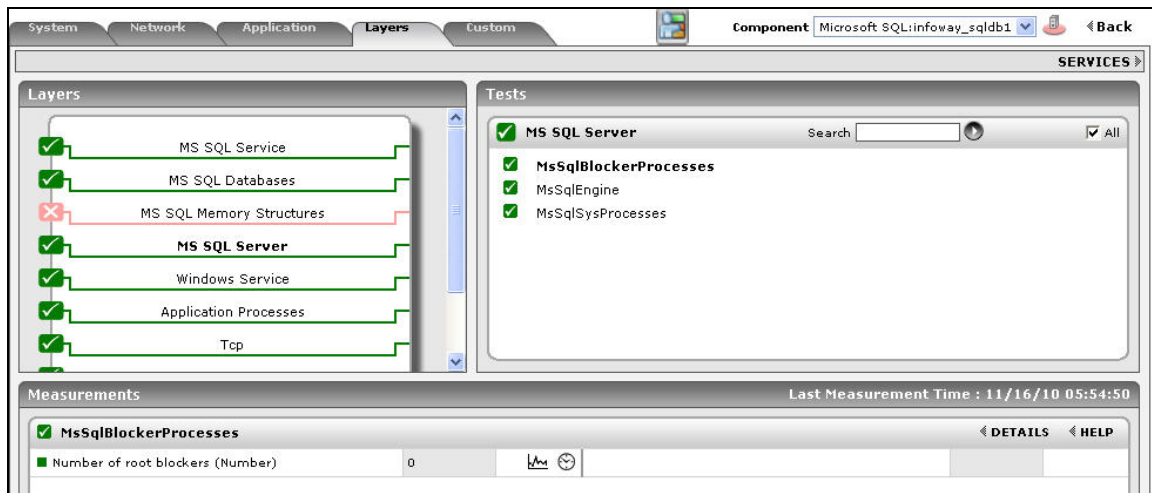 System Network Application Layers Custom Component Microsoft SQL:infoway_sqldb1 Back
SERVICES
Layers
MS SQL Service
MS SQL Databases
MS SQL Memory Structures
MS SQL Server
Windows Service
Application Processes
Tcp
Tests
MS SQL Server Search All
MsSqlBlockerProcesses
MsSqlEngine
MsSqlSysProcesses
Measurements Last Measurement Time : 11/16/10 05:54:50
MsSqlBlockerProcesses DETAILS HELP
Number of root blockers (Number) 0